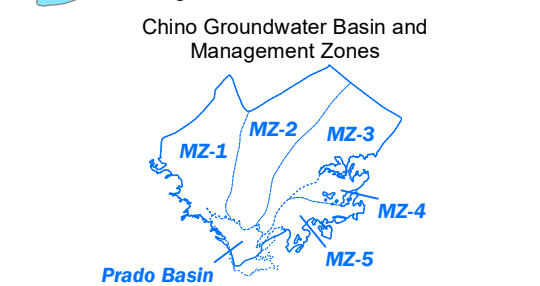 Chino Groundwater Basin and
Management Zones
MZ-2
MZ-3
MZ-1
MZ-4
MZ-5
Prado Basin